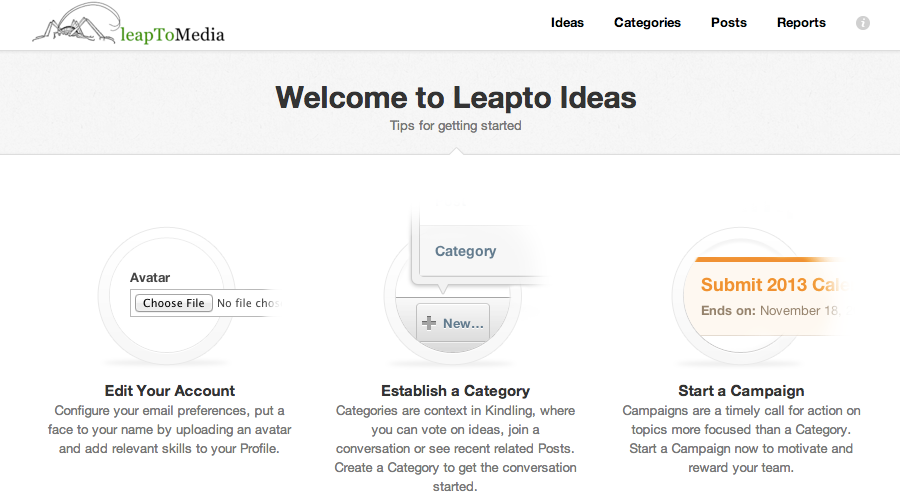 leapToMedia
Ideas Categories Posts Reports i
Welcome to Leapto Ideas
Tips for getting started
Avatar
Choose File No file
Category
New...
Submit 2013
Ends on: November 18,
Edit Your Account
Configure your email preferences, put a
face to your name by uploading an avatar
and add relevant skills to your Profile.
Establish a Category
Categories are context in Kindling, where
you can vote on ideas, join a
conversation or see recent related Posts.
Create a Category to get the conversation
started.
Start a Campaign
Campaigns are a timely call for action on
topics more focused than a Category.
Start a Campaign now to motivate and
reward your team.